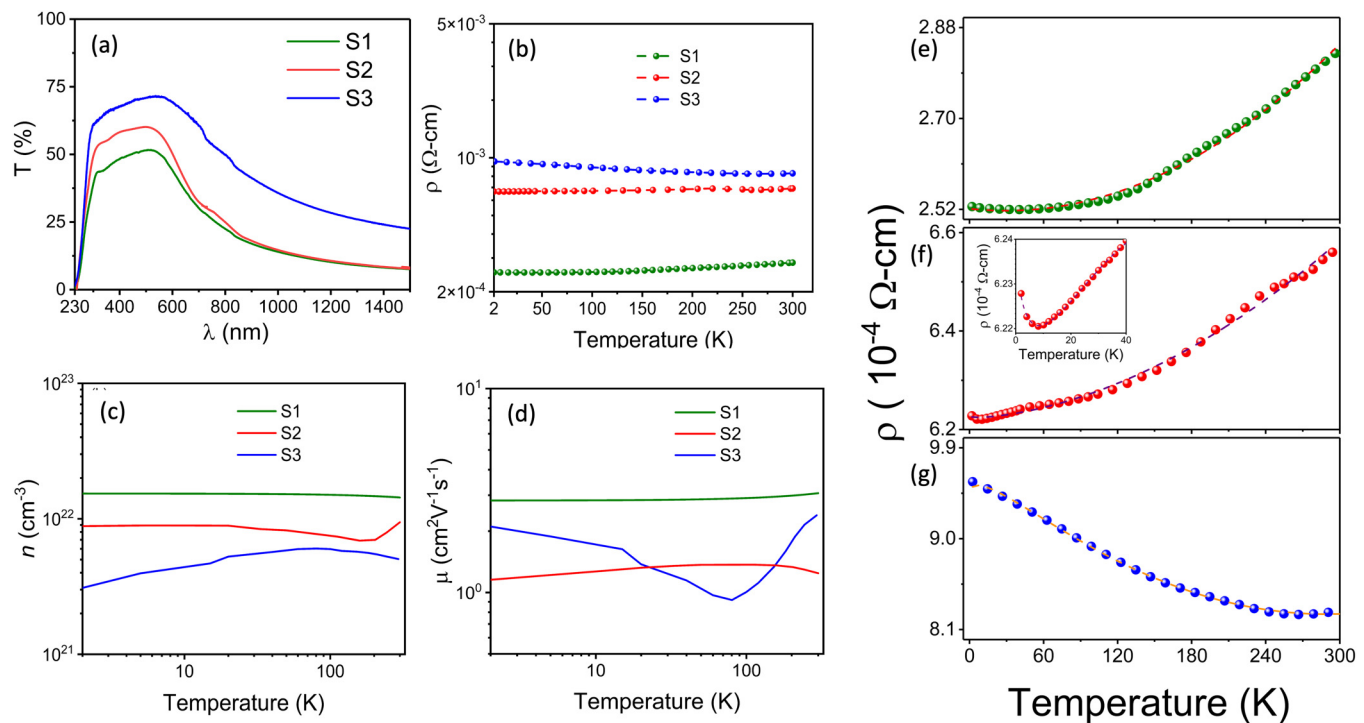 (a)
S1
S2
S3
T (%)
100
75
50
25
0
230
400
600
800
1000
1200
1400
λ (nm)
(b)
S1
S2
S3
ρ (Ω-cm)
5×10⁻³
10⁻³
2×10⁻⁴
2
50
100
150
200
250
300
Temperature (K)
(c)
S1
S2
S3
n (cm⁻³)
10²³
10²²
10²¹
10
100
Temperature (K)
(d)
S1
S2
S3
μ (cm²V⁻¹s⁻¹)
10¹
10⁰
10
100
Temperature (K)
ρ ( 10⁻⁴ Ω-cm)
(e)
2.88
2.70
2.52
(f)
6.6
6.4
6.2
ρ (10⁻⁴ Ω-cm)
6.24
6.23
6.22
0
20
40
Temperature (K)
(g)
9.9
9.0
8.1
0
60
120
180
240
300
Temperature (K)